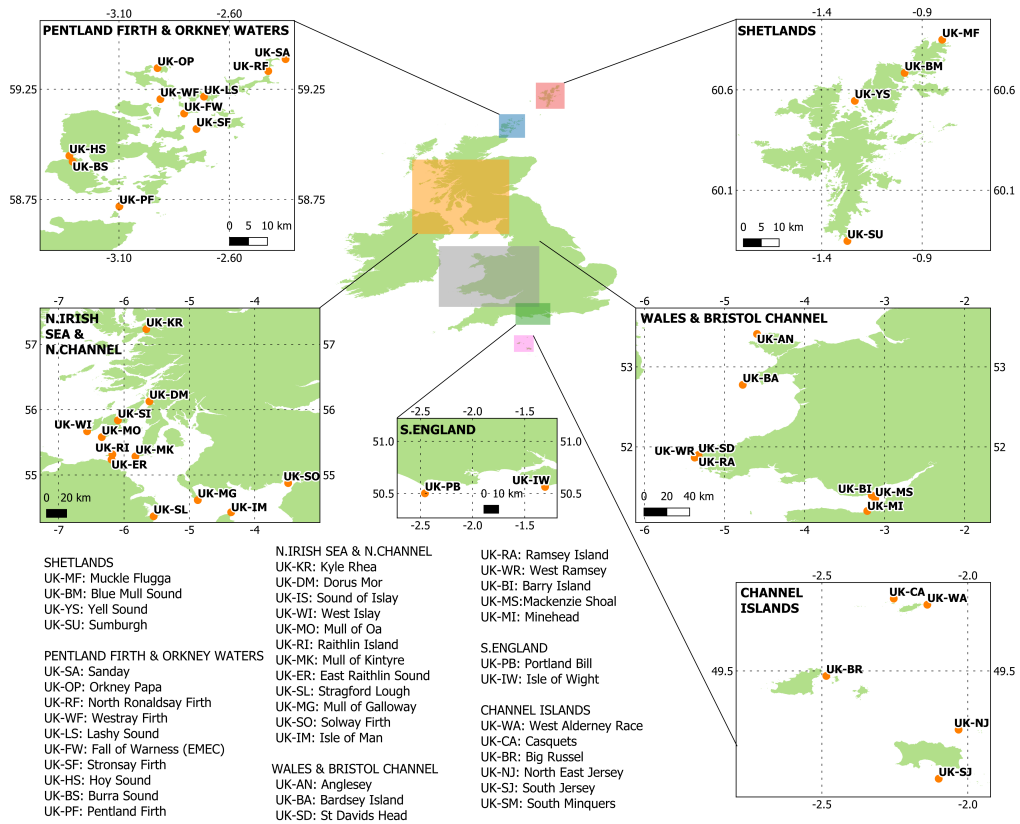 -3.10 -2.60
PENTLAND FIRTH & ORKNEY WATERS
UK-SA
UK-OP
UK-RF
59.25
UK-WF
UK-LS
UK-FW
UK-SF
UK-HS
UK-BS
58.75 58.75
UK-PF
0 5 10 km
-3.10 -2.60
-1.4 -0.9
SHETLANDS
UK-MF
UK-BM
60.6 60.6
UK-YS
60.1 60.1
UK-SU
0 5 10 km
-1.4 -0.9
-7 -6 -5 -4
N.IRISH
SEA &
N.CHANNEL
UK-KR
57 57
UK-DM
56 56
UK-SI
UK-WI
UK-MO
UK-RI
UK-MK
UK-ER
55 55
UK-SO
0 20 km
UK-MG
UK-SL
UK-IM
-7 -6 -5 -4
-2.5 -2.0 -1.5
S.ENGLAND
51.0 51.0
UK-PB
UK-IW
50.5 50.5
0 10 km
-2.5 -2.0 -1.5
-6 -5 -4 -3 -2
WALES & BRISTOL CHANNEL
UK-AN
53 53
UK-BA
52 52
UK-WR
UK-SD
UK-RA
UK-BI
UK-MS
UK-MI
0 20 40 km
-6 -5 -4 -3 -2
-2.5 -2.0
CHANNEL
ISLANDS
UK-CA
UK-WA
49.5 49.5
UK-BR
UK-NJ
UK-SJ
-2.5 -2.0
SHETLANDS
UK-MF: Muckle Flugga
UK-BM: Blue Mull Sound
UK-YS: Yell Sound
UK-SU: Sumburgh
PENTLAND FIRTH & ORKNEY WATERS
UK-SA: Sanday
UK-OP: Orkney Papa
UK-RF: North Ronaldsay Firth
UK-WF: Westray Firth
UK-LS: Lashy Sound
UK-FW: Fall of Warness (EMEC)
UK-SF: Stronsay Firth
UK-HS: Hoy Sound
UK-BS: Burra Sound
UK-PF: Pentland Firth
N.IRISH SEA & N.CHANNEL
UK-KR: Kyle Rhea
UK-DM: Dorus Mor
UK-IS: Sound of Islay
UK-WI: West Islay
UK-MO: Mull of Oa
UK-RI: Raithlin Island
UK-MK: Mull of Kintyre
UK-ER: East Raithlin Sound
UK-SL: Stragford Lough
UK-MG: Mull of Galloway
UK-SO: Solway Firth
UK-IM: Isle of Man
WALES & BRISTOL CHANNEL
UK-AN: Anglesey
UK-BA: Bardsey Island
UK-SD: St Davids Head
UK-RA: Ramsey Island
UK-WR: West Ramsey
UK-BI: Barry Island
UK-MS:Mackenzie Shoal
UK-MI: Minehead
S.ENGLAND
UK-PB: Portland Bill
UK-IW: Isle of Wight
CHANNEL ISLANDS
UK-WA: West Alderney Race
UK-CA: Casquets
UK-BR: Big Russel
UK-NJ: North East Jersey
UK-SJ: South Jersey
UK-SM: South Minquers